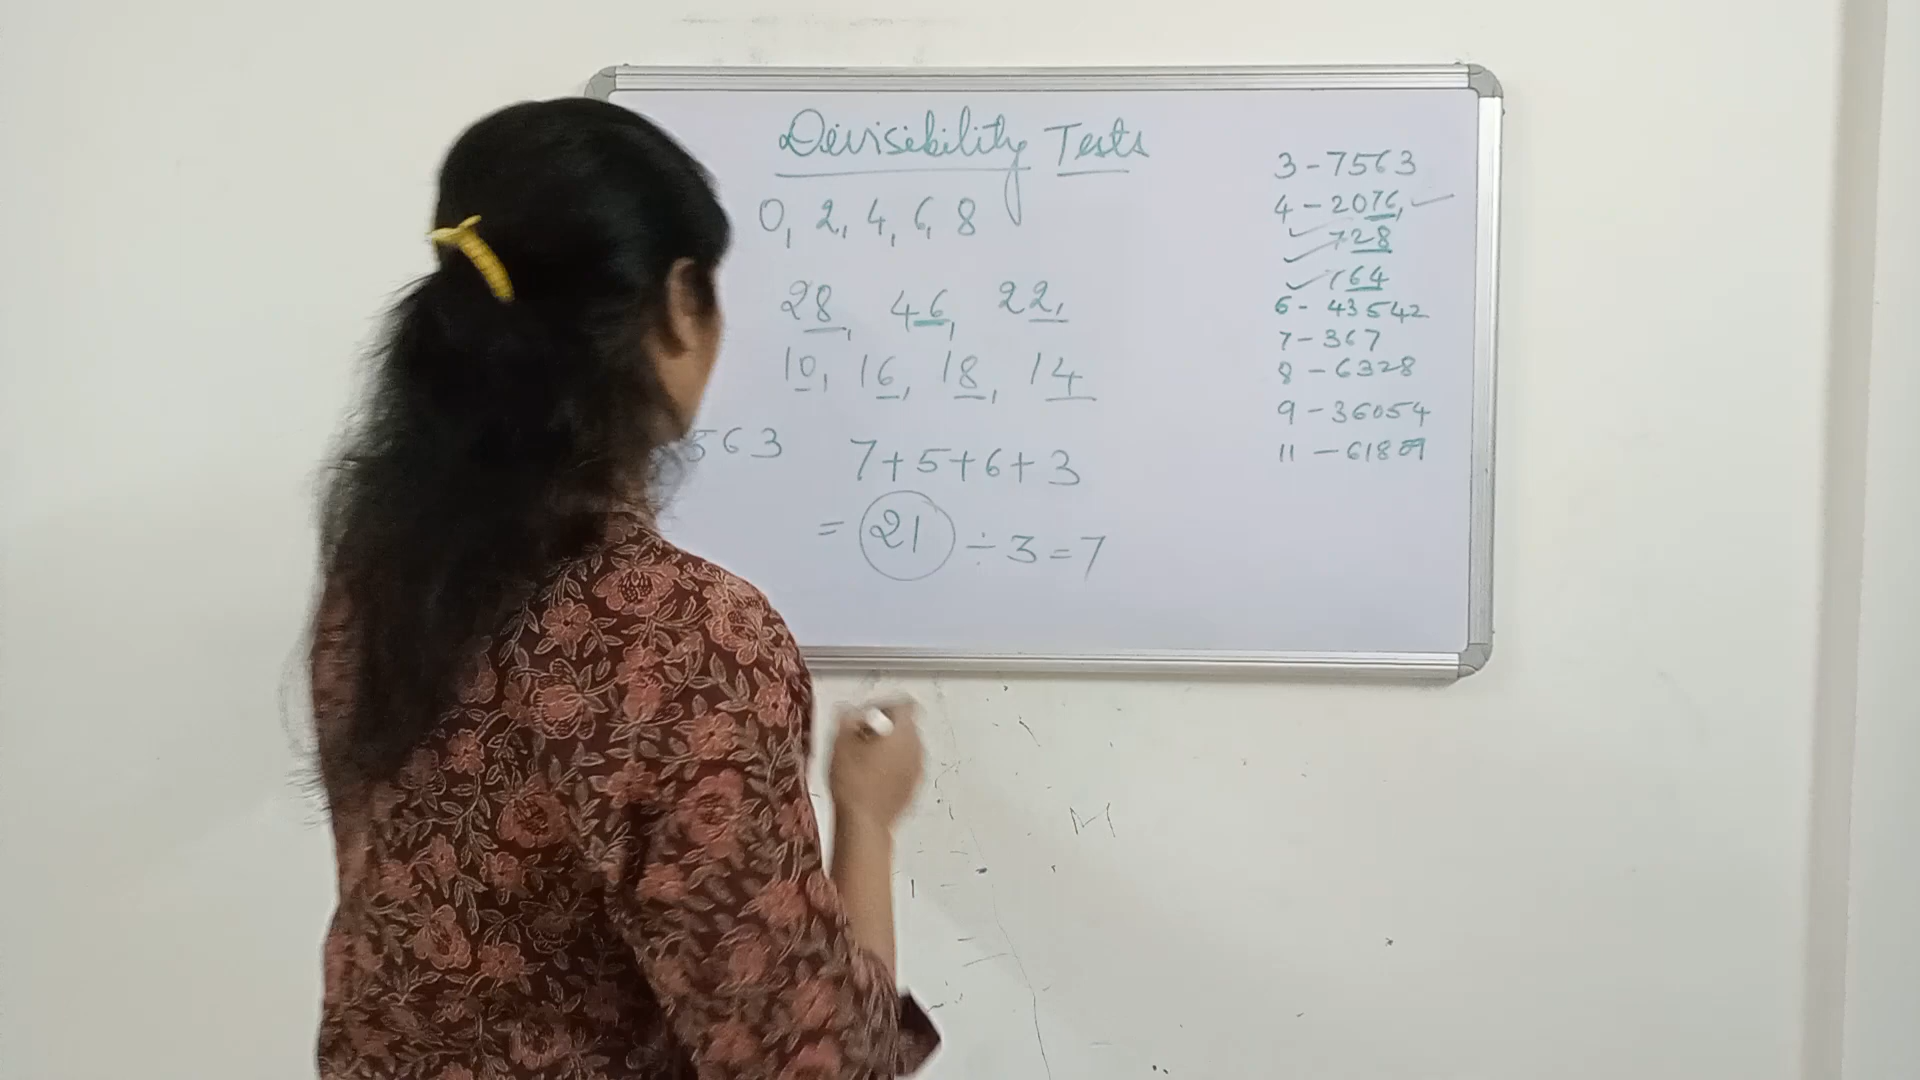 Divisibility Tests
0, 2, 4, 6, 8
28, 46, 22,
10, 16, 18, 14
563 7+5+6+3
= 21 ÷ 3 = 7
3 - 7563
4 - 2076,
728
164
6 - 43542
7 - 367
8 - 6328
9 - 36054
11 - 6180
M